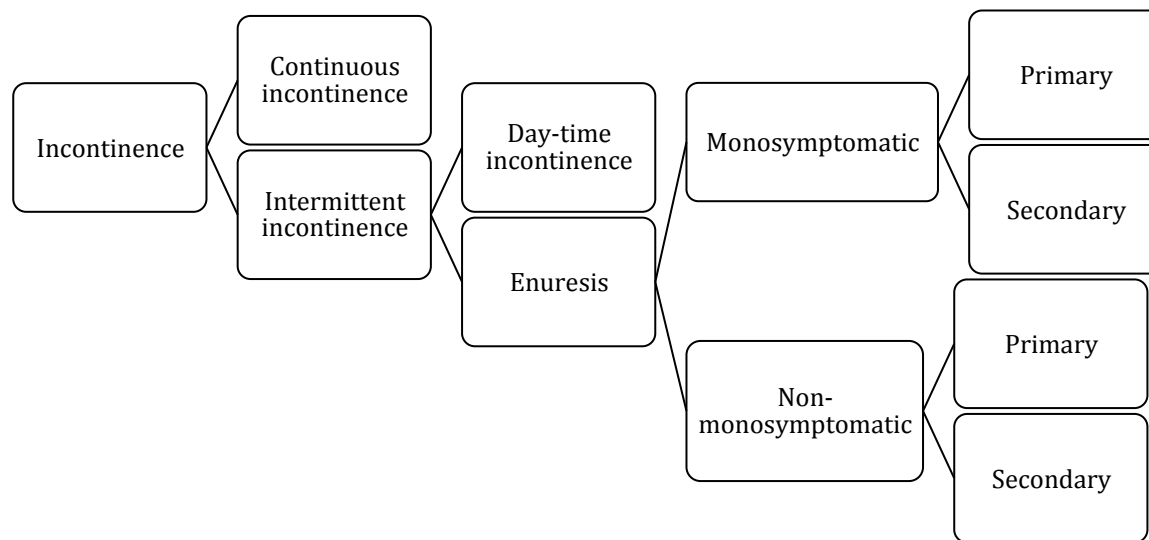 Incontinence
Continuous
incontinence
Intermittent
incontinence
Day-time
incontinence
Enuresis
Monosymptomatic
Primary
Secondary
Non-
monosymptomatic
Primary
Secondary